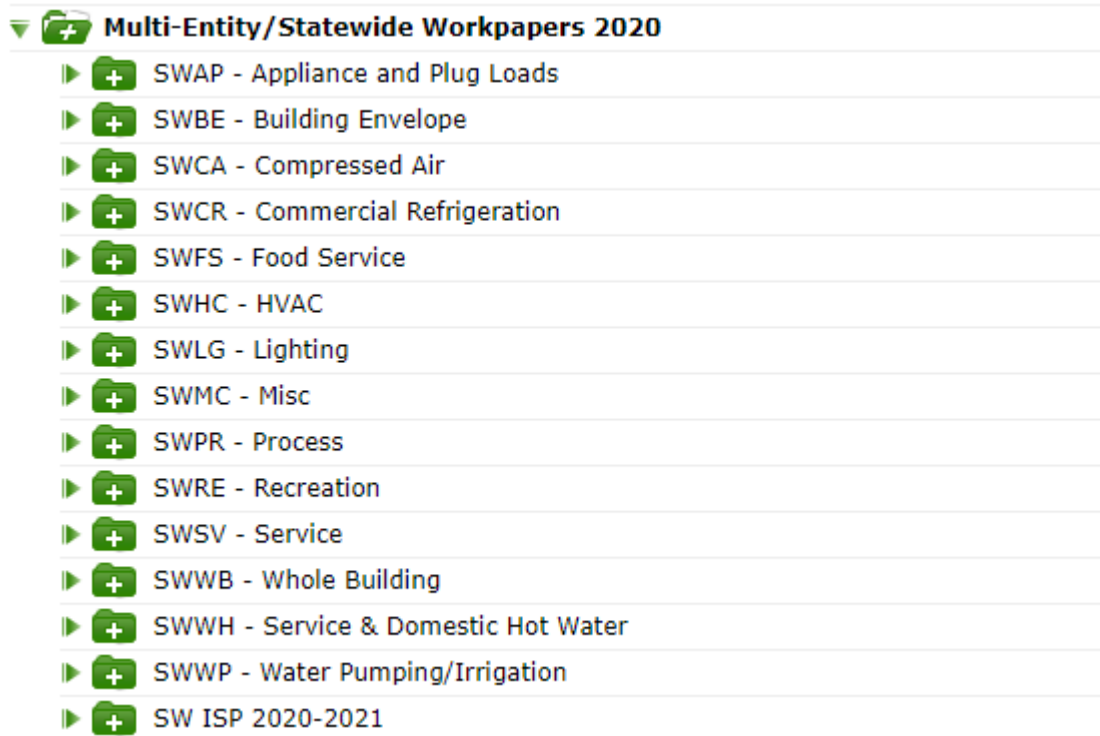 Multi-Entity/Statewide Workpapers 2020
SWAP - Appliance and Plug Loads
SWBE - Building Envelope
SWCA - Compressed Air
SWCR - Commercial Refrigeration
SWFS - Food Service
SWHC - HVAC
SWLG - Lighting
SWMC - Misc
SWPR - Process
SWRE - Recreation
SWSV - Service
SWWB - Whole Building
SWWH - Service & Domestic Hot Water
SWWP - Water Pumping/Irrigation
SW ISP 2020-2021